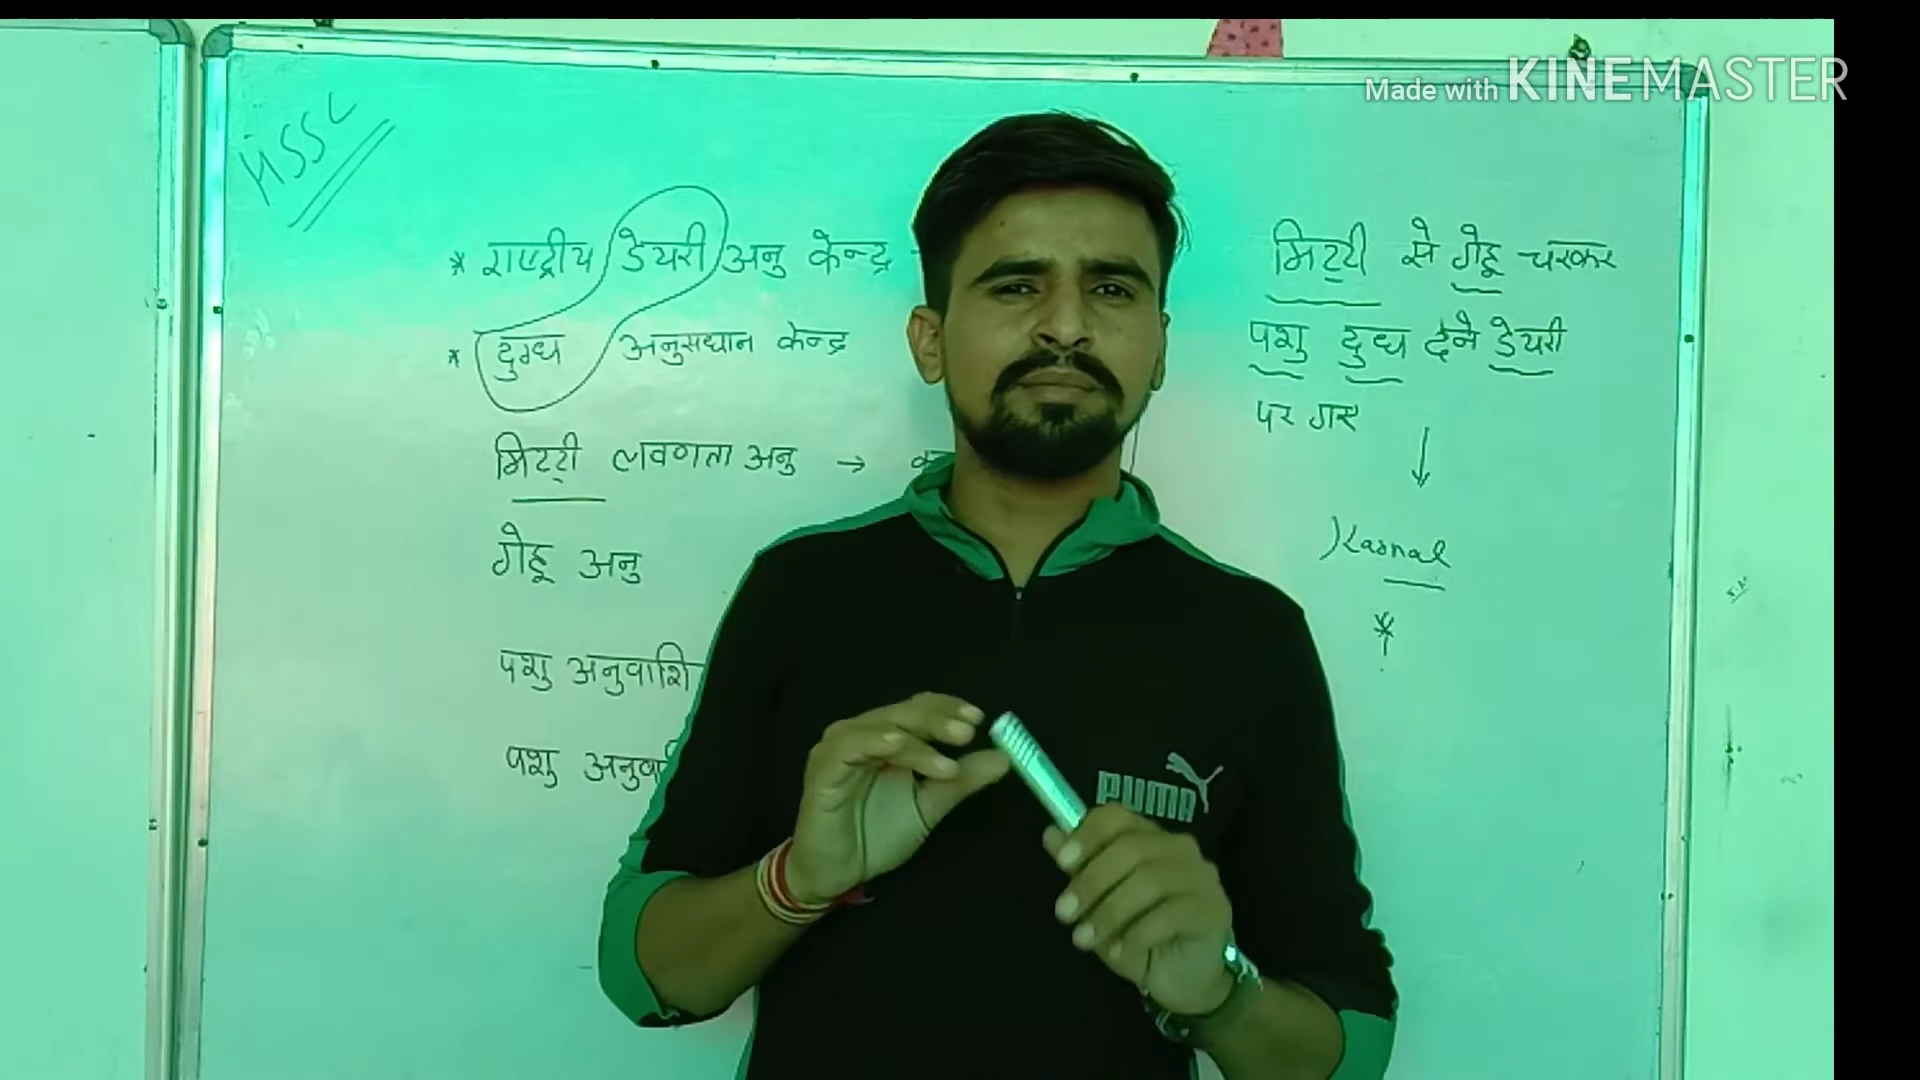 Made with KINEMASTER
HSSC
* राष्ट्रीय डेयरी अनु केन्द्र
* दुग्ध अनुसधान केन्द्र
मिट्टी लवणता अनु →
गेहू अनु
पशु अनुवाशि
पशु अनुवा
मिट्टी से गेहू चरकर
पशु दुध देने डेयरी
पर गए
↓
Karnal
*
PUMA